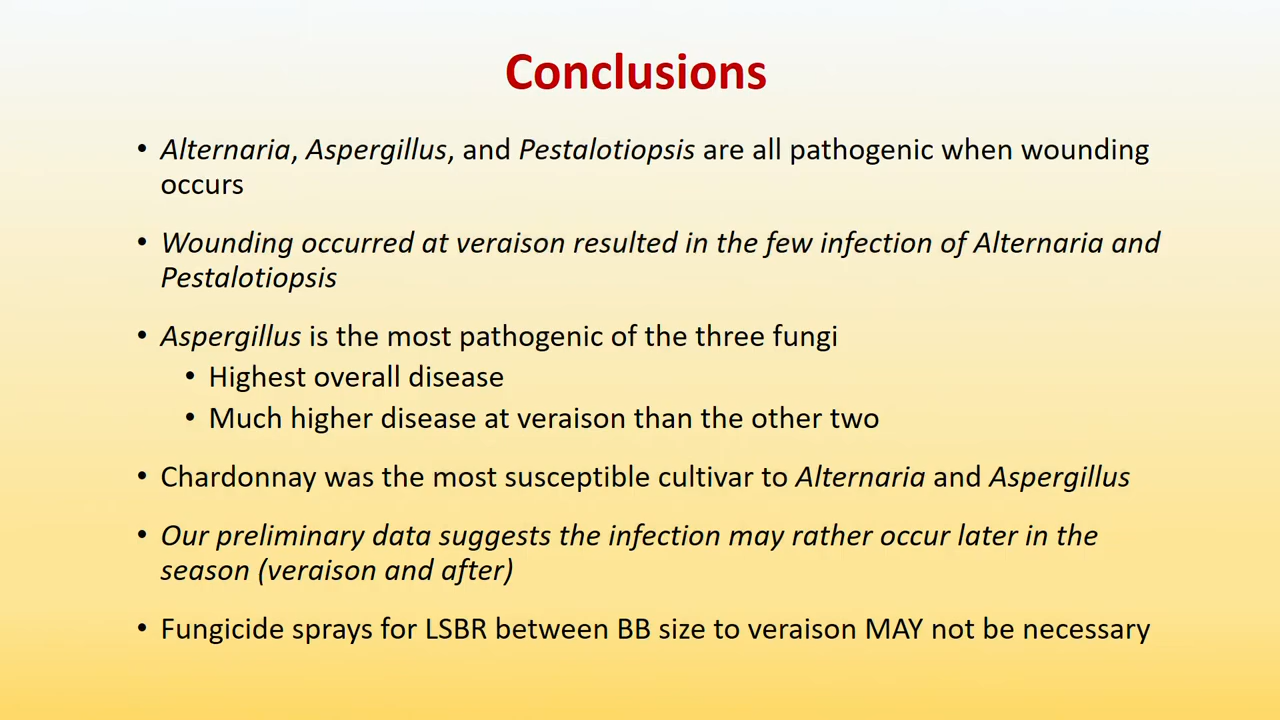 Conclusions
• Alternaria, Aspergillus, and Pestalotiopsis are all pathogenic when wounding
occurs
• Wounding occurred at veraison resulted in the few infection of Alternaria and
Pestalotiopsis
• Aspergillus is the most pathogenic of the three fungi
• Highest overall disease
• Much higher disease at veraison than the other two
• Chardonnay was the most susceptible cultivar to Alternaria and Aspergillus
• Our preliminary data suggests the infection may rather occur later in the
season (veraison and after)
• Fungicide sprays for LSBR between BB size to veraison MAY not be necessary